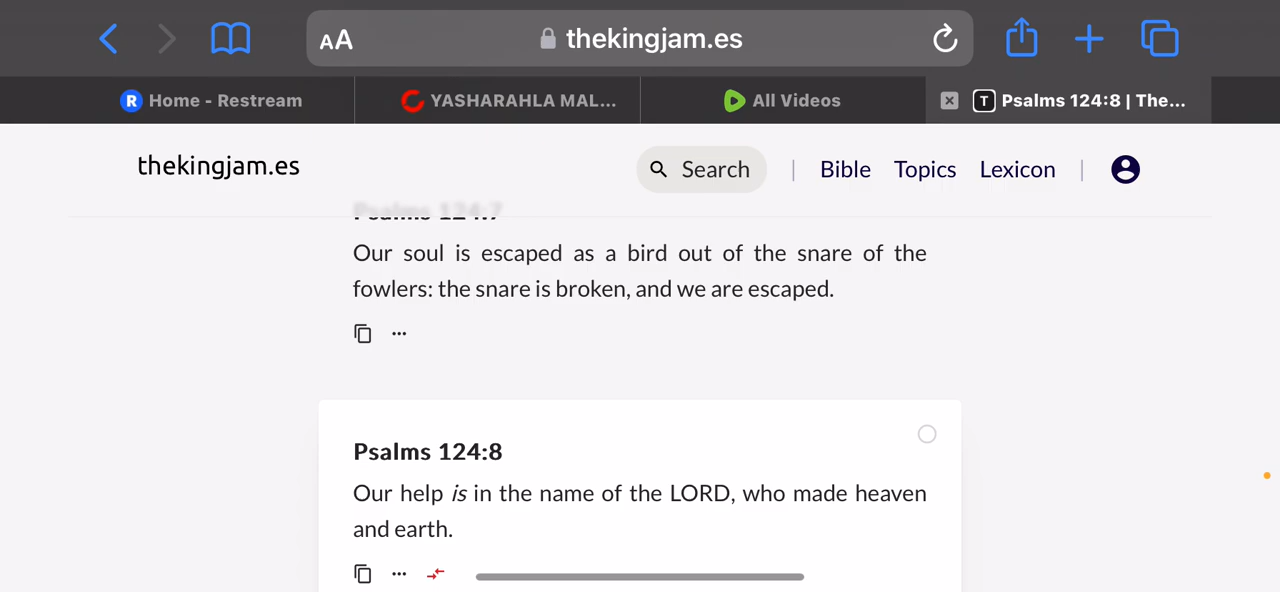 AA thekingjam.es
Home - Restream YASHARAHLA MAL... All Videos Psalms 124:8 | The...
thekingjam.es Search | Bible Topics Lexicon |
Psalms 124:7
Our soul is escaped as a bird out of the snare of the
fowlers: the snare is broken, and we are escaped.
Psalms 124:8
Our help is in the name of the LORD, who made heaven
and earth.